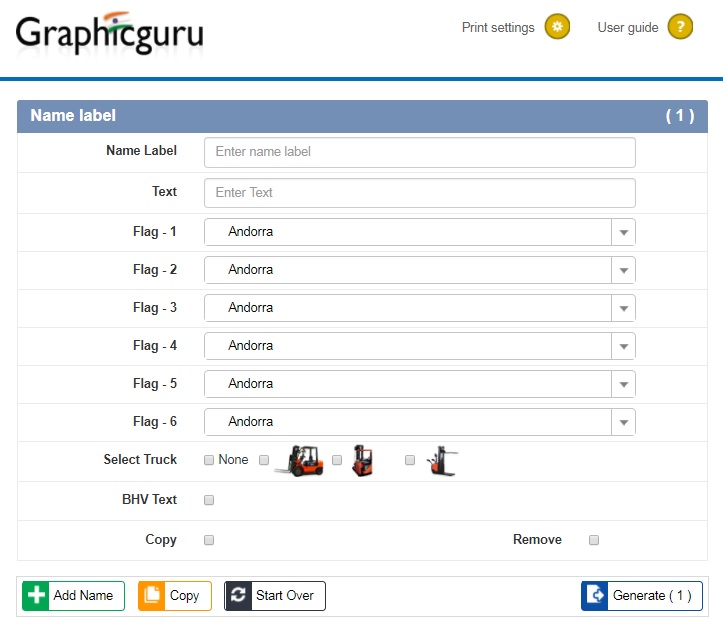 Graphicguru
Print settings
User guide ?
Name label ( 1 )
Name Label Enter name label
Text Enter Text
Flag - 1 Andorra
Flag - 2 Andorra
Flag - 3 Andorra
Flag - 4 Andorra
Flag - 5 Andorra
Flag - 6 Andorra
Select Truck None
BHV Text
Copy Remove
Add Name Copy Start Over Generate ( 1 )